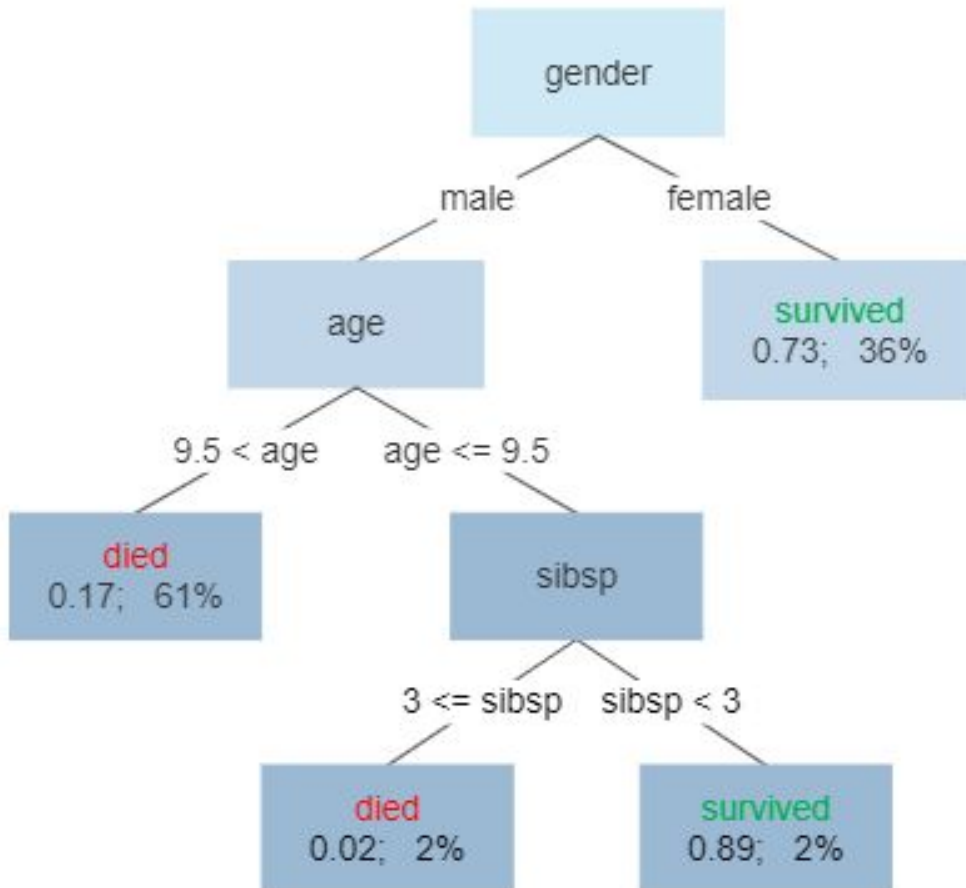 gender
male
female
age
survived
0.73; 36%
9.5 < age
age <= 9.5
died
0.17; 61%
sibsp
3 <= sibsp
sibsp < 3
died
0.02; 2%
survived
0.89; 2%